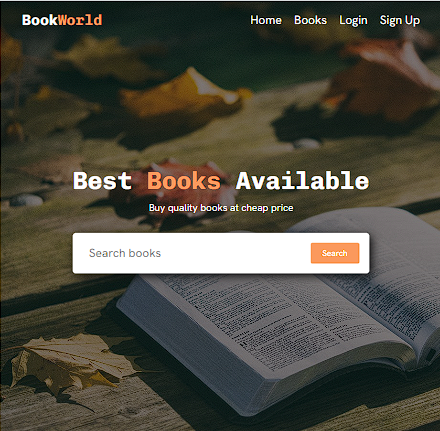 BookWorld
Home Books Login Sign Up
Best Books Available
Buy quality books at cheap price
Search books
Search